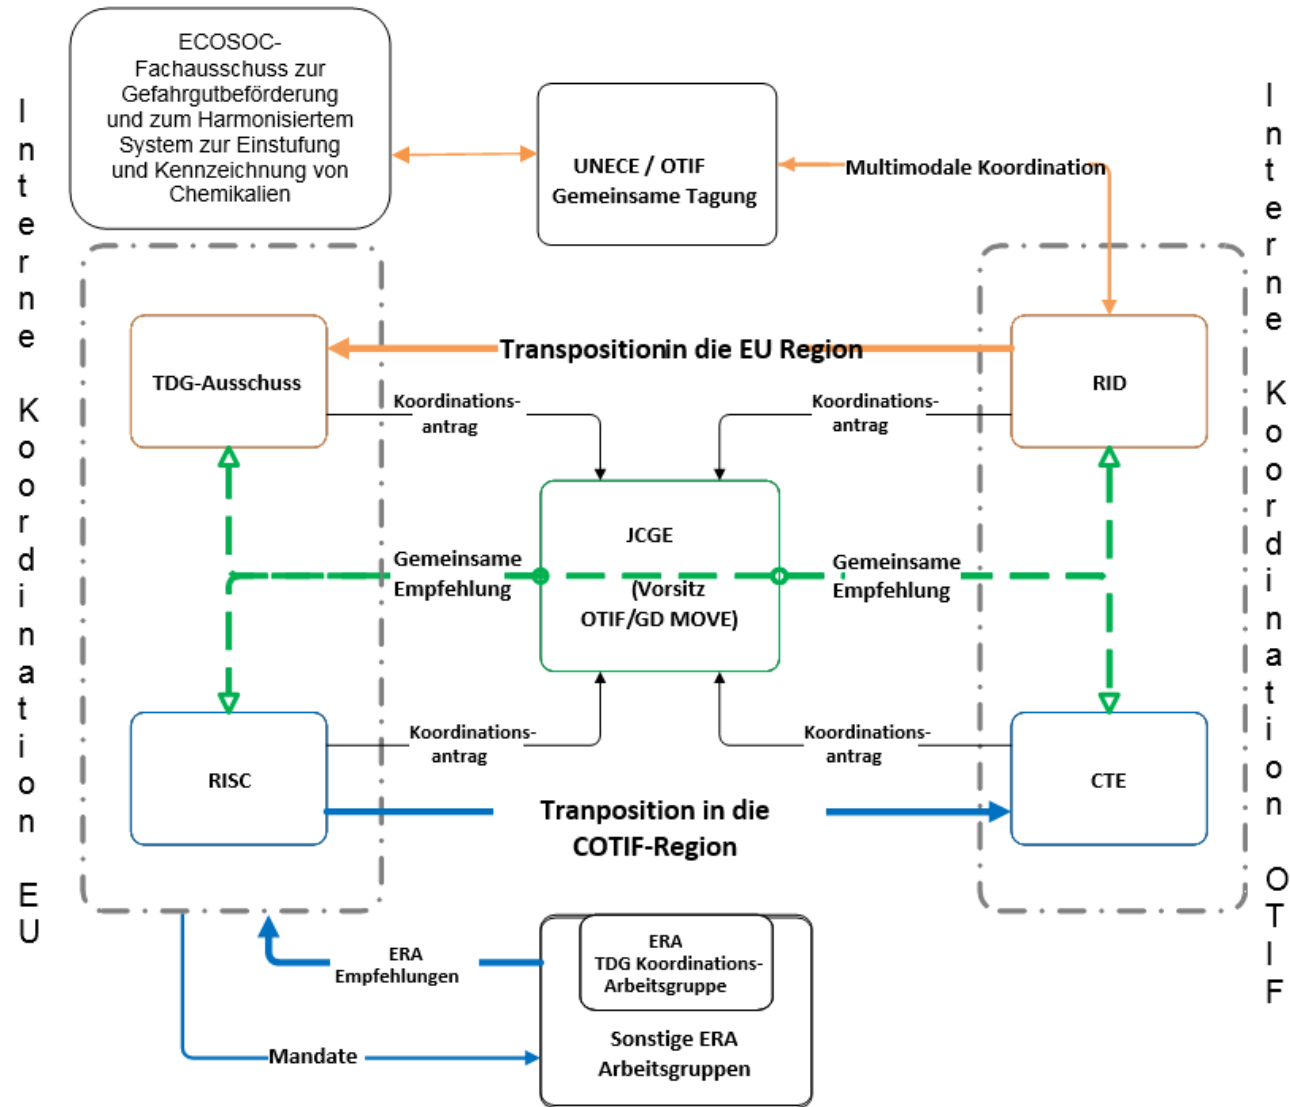 ECOSOC-
Fachausschuss zur
Gefahrgutbeförderung
und zum Harmonisiertem
System zur Einstufung
und Kennzeichnung von
Chemikalien
UNECE / OTIF
Gemeinsame Tagung
Multimodale Koordination
Interne Koordination EU
Interne Koordination OTIF
TDG-Ausschuss
Transpositionin die EU Region
RID
Koordinations-
antrag
Koordinations-
antrag
JCGE
(Vorsitz
OTIF/GD MOVE)
Gemeinsame
Empfehlung
Gemeinsame
Empfehlung
RISC
Koordinations-
antrag
Koordinations-
antrag
CTE
Tranposition in die
COTIF-Region
ERA
Empfehlungen
ERA
TDG Koordinations-
Arbeitsgruppe
Sonstige ERA
Arbeitsgruppen
Mandate